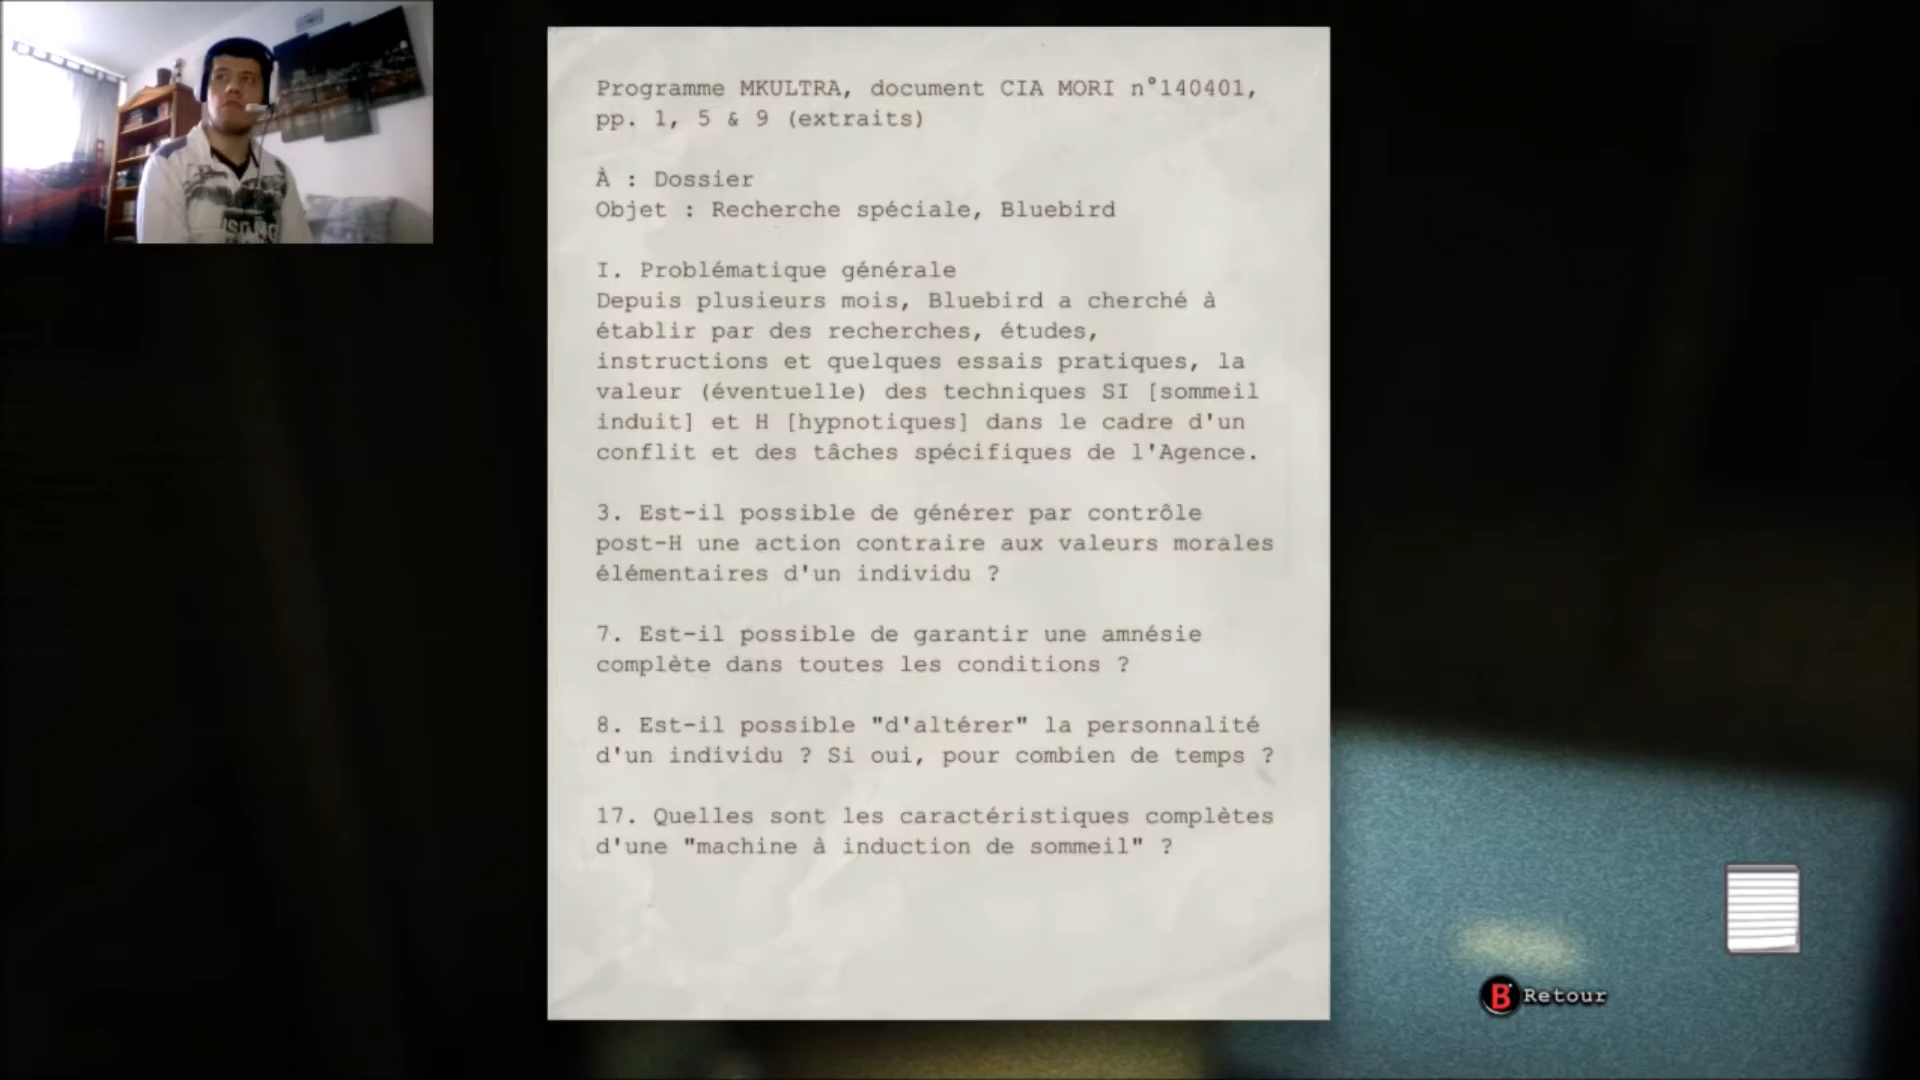 Programme MKULTRA, document CIA MORI n°140401,
pp. 1, 5 & 9 (extraits)
À : Dossier
Objet : Recherche spéciale, Bluebird
I. Problématique générale
Depuis plusieurs mois, Bluebird a cherché à
établir par des recherches, études,
instructions et quelques essais pratiques, la
valeur (éventuelle) des techniques SI [sommeil
induit] et H [hypnotiques] dans le cadre d'un
conflit et des tâches spécifiques de l'Agence.
3. Est-il possible de générer par contrôle
post-H une action contraire aux valeurs morales
élémentaires d'un individu ?
7. Est-il possible de garantir une amnésie
complète dans toutes les conditions ?
8. Est-il possible "d'altérer" la personnalité
d'un individu ? Si oui, pour combien de temps ?
17. Quelles sont les caractéristiques complètes
d'une "machine à induction de sommeil" ?
B Retour